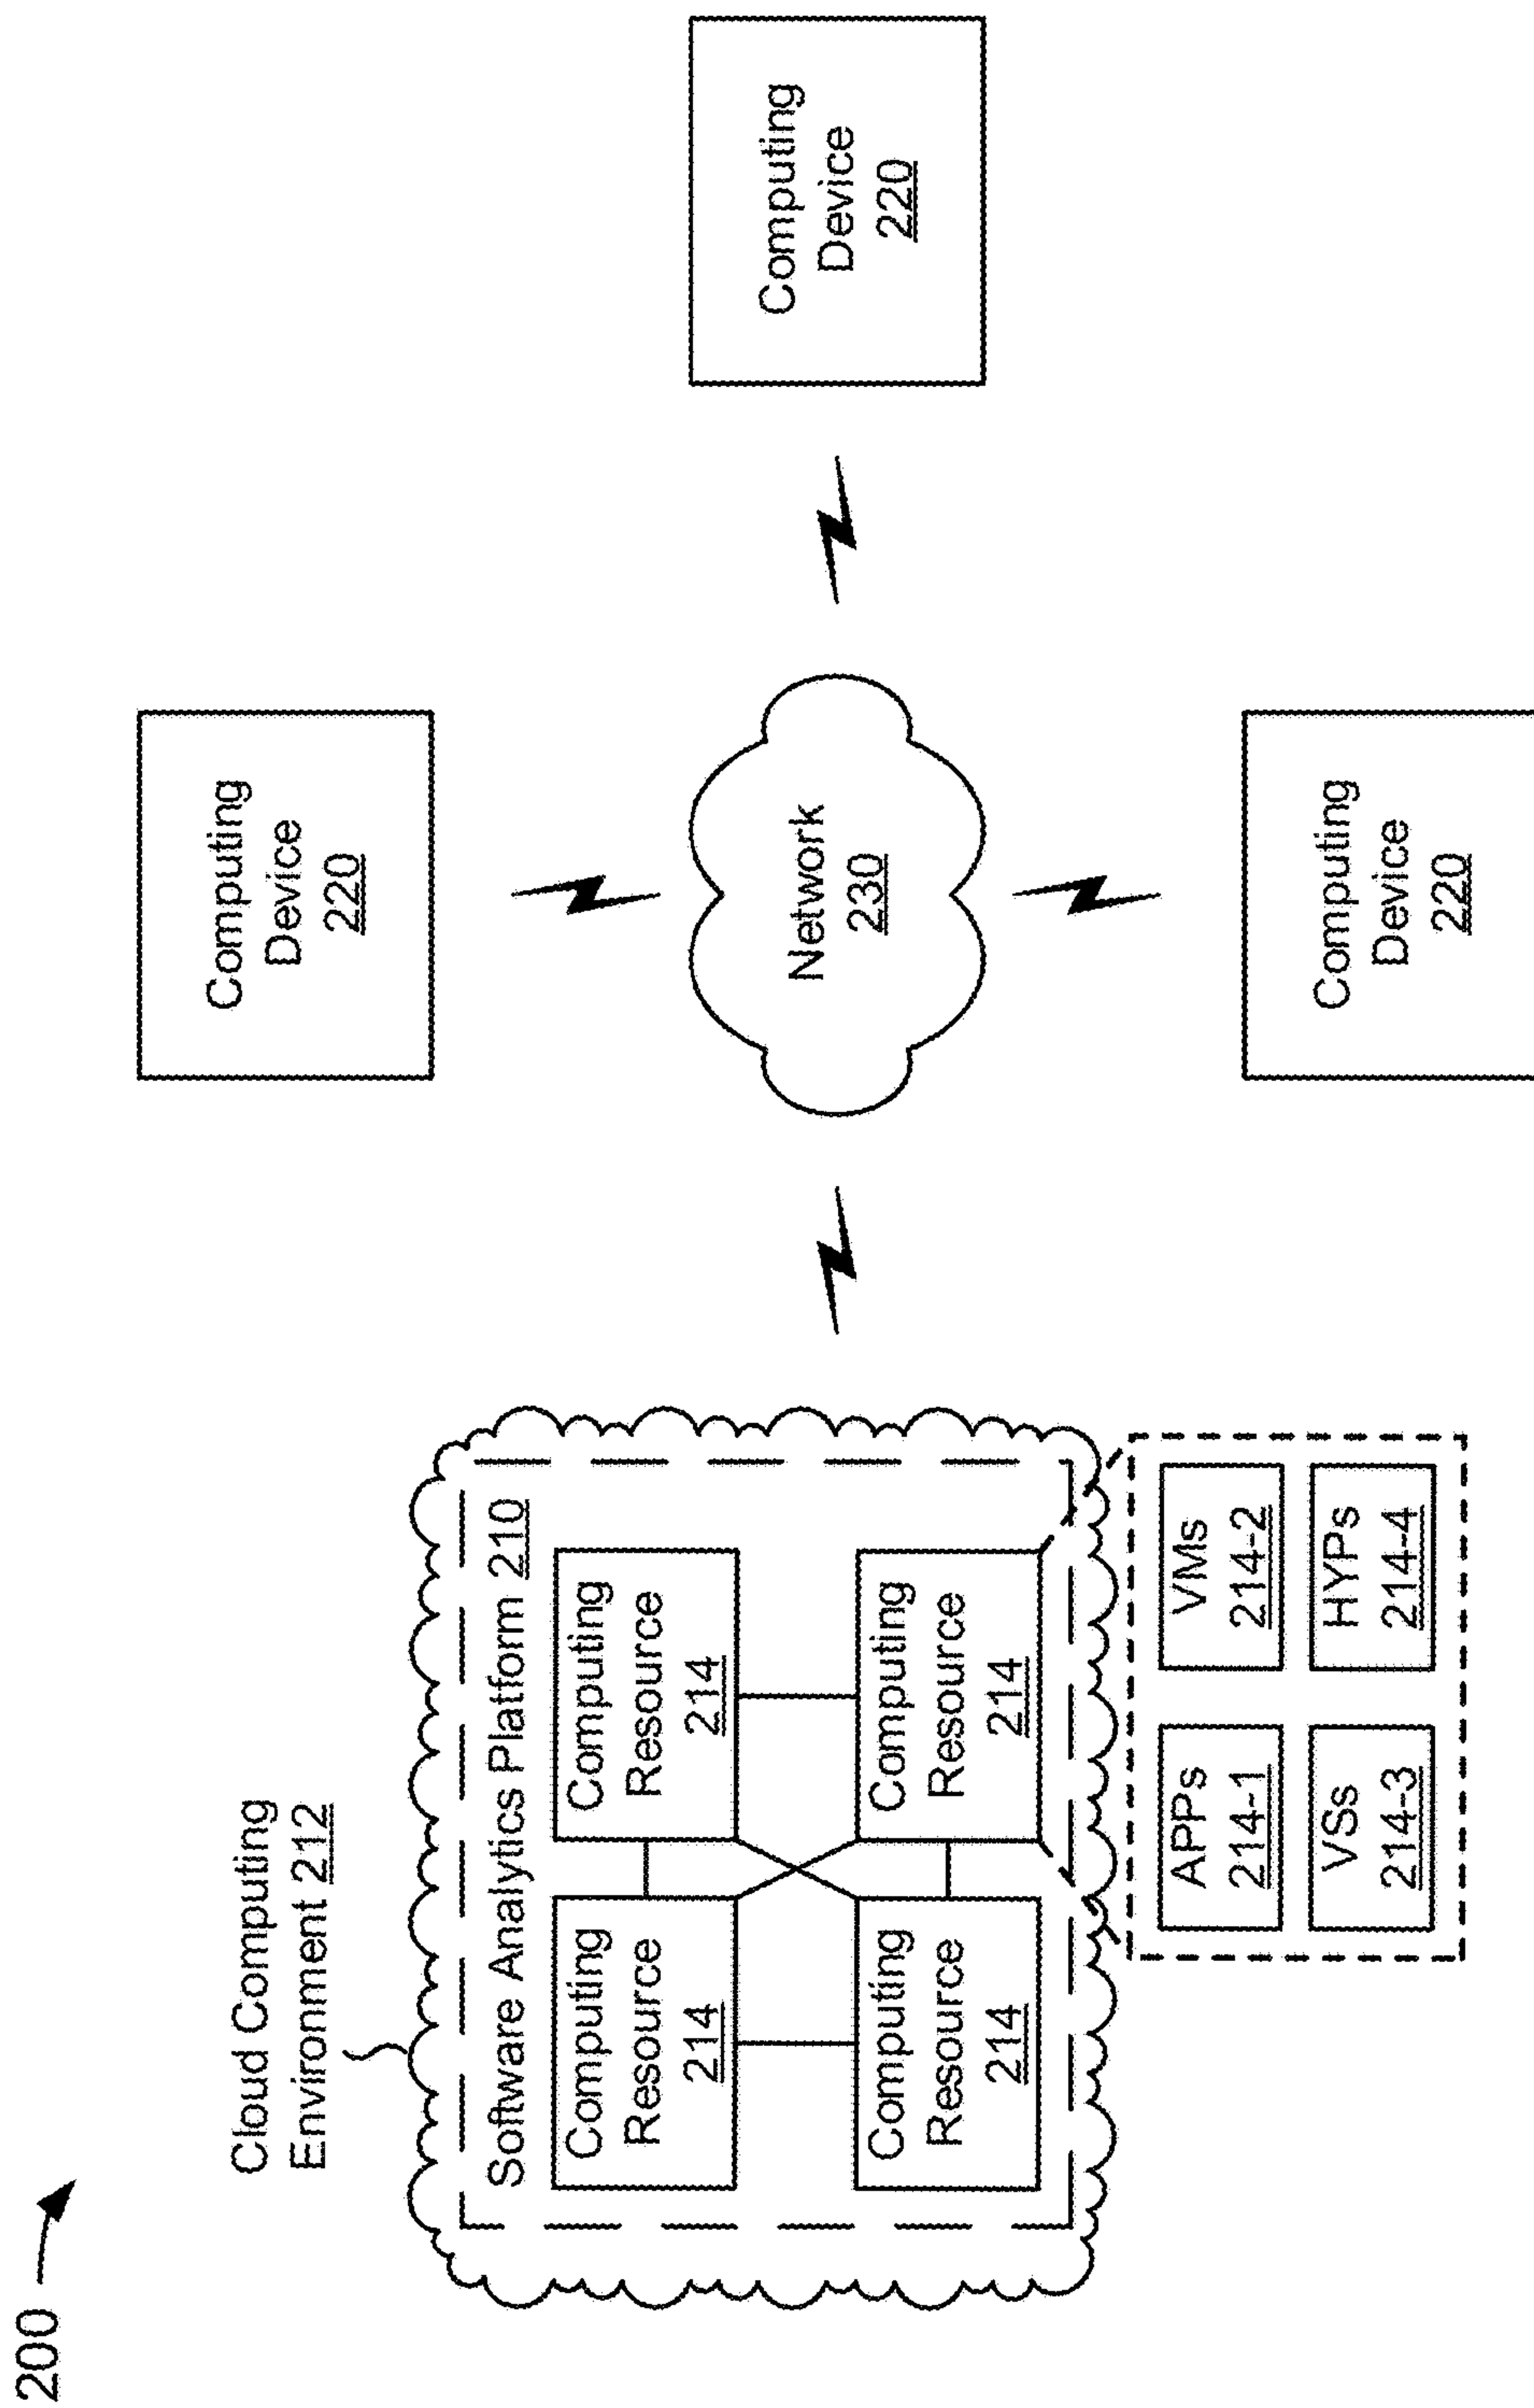 200
Cloud Computing
Environment 212
Software Analytics Platform 210
Computing
Resource
214
Computing
Resource
214
Computing
Resource
214
Computing
Resource
214
APPs
214-1
VMs
214-2
VSs
214-3
HYPs
214-4
Computing
Device
220
Network
230
Computing
Device
220
Computing
Device
220